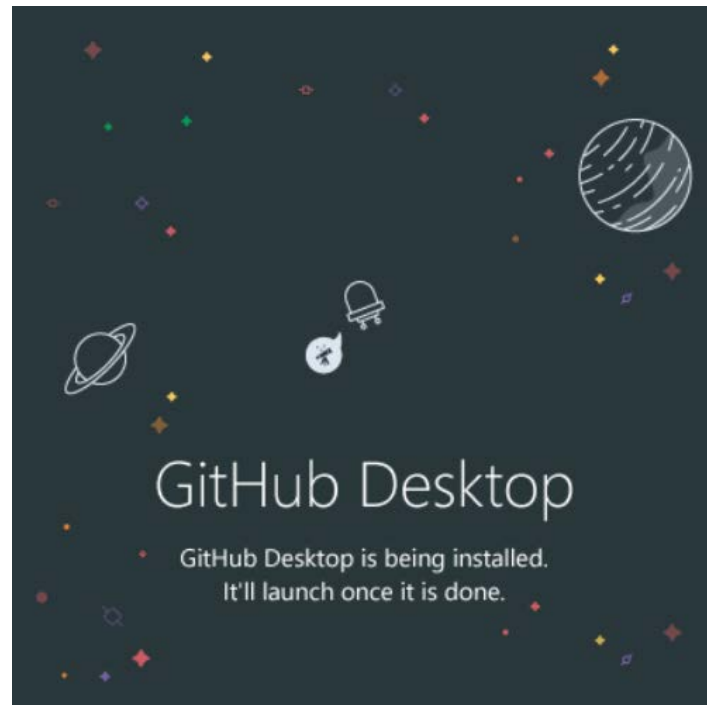 GitHub Desktop
GitHub Desktop is being installed.
It'll launch once it is done.